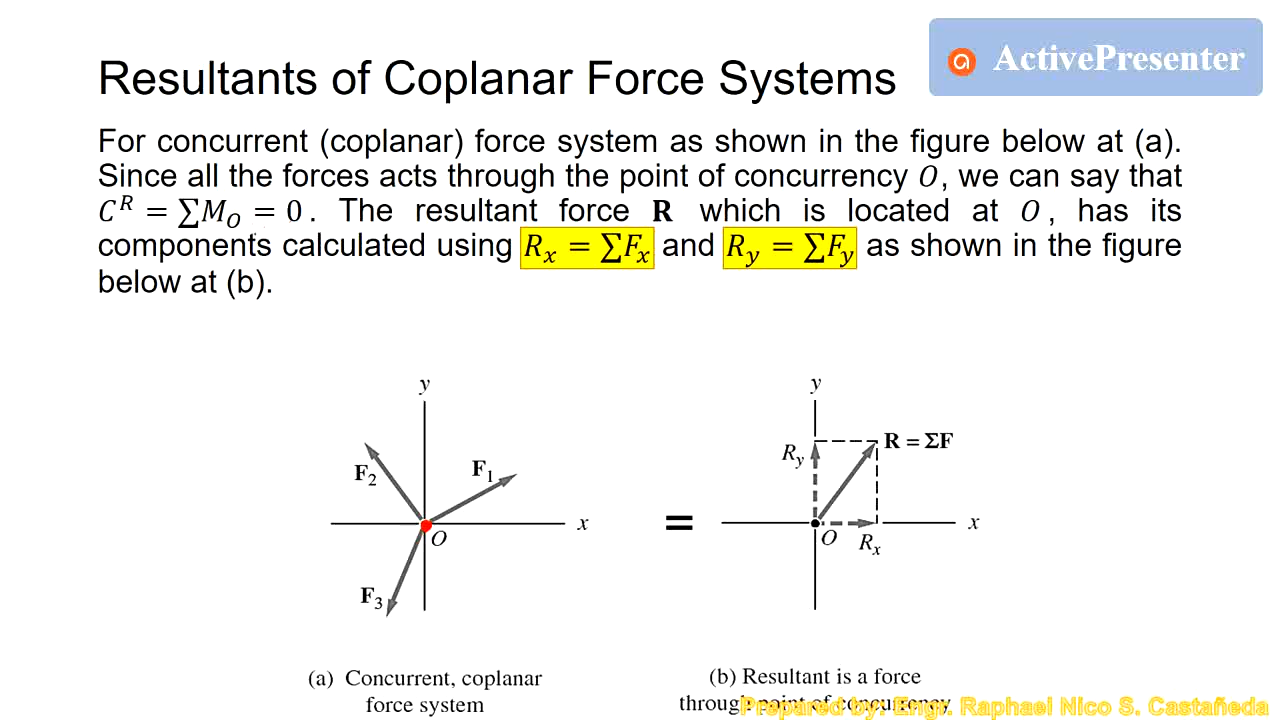 ActivePresenter
Resultants of Coplanar Force Systems
For concurrent (coplanar) force system as shown in the figure below at (a).
Since all the forces acts through the point of concurrency O, we can say that
C^R = ∑M_O = 0. The resultant force R which is located at O, has its
components calculated using R_x = ∑F_x and R_y = ∑F_y as shown in the figure
below at (b).
y
F₂
F₁
x
O
F₃
=
y
R = ΣF
R_y
x
O
R_x
(a) Concurrent, coplanar
force system
(b) Resultant is a force
through point of concurrency
Prepared by: Engr. Raphael Nico S. Castañeda